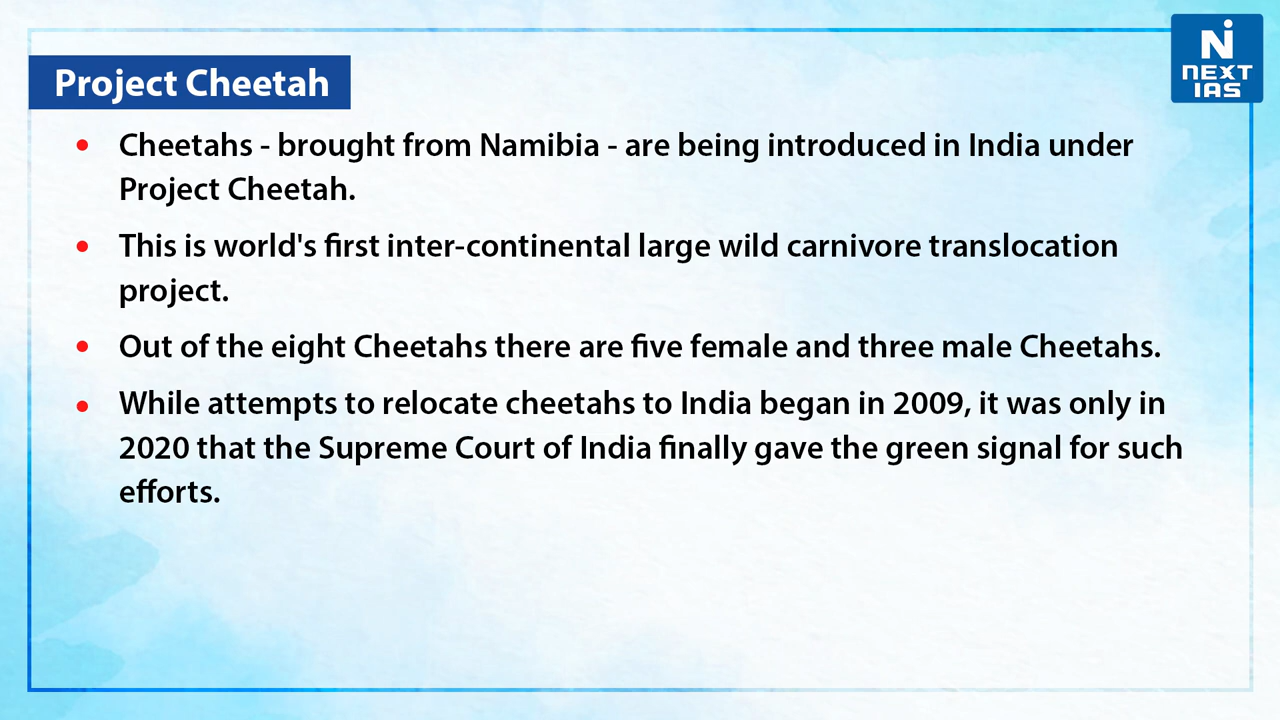 NEXT
IAS
Project Cheetah
• Cheetahs - brought from Namibia - are being introduced in India under
Project Cheetah.
• This is world's first inter-continental large wild carnivore translocation
project.
• Out of the eight Cheetahs there are five female and three male Cheetahs.
• While attempts to relocate cheetahs to India began in 2009, it was only in
2020 that the Supreme Court of India finally gave the green signal for such
efforts.